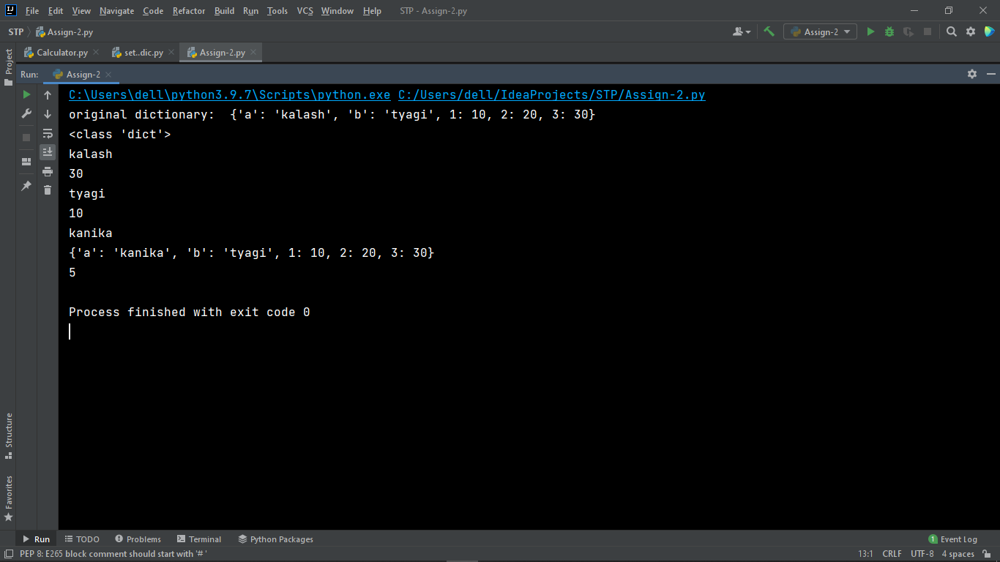 IJ File Edit View Navigate Code Refactor Build Run Tools VCS Window Help STP - Assign-2.py
STP Assign-2.py Assign-2
Calculator.py set..dic.py Assign-2.py
Project
Run: Assign-2
C:\Users\dell\python3.9.7\Scripts\python.exe C:/Users/dell/IdeaProjects/STP/Assign-2.py
original dictionary:  {'a': 'kalash', 'b': 'tyagi', 1: 10, 2: 20, 3: 30}
<class 'dict'>
kalash
30
tyagi
10
kanika
{'a': 'kanika', 'b': 'tyagi', 1: 10, 2: 20, 3: 30}
5
Process finished with exit code 0
Structure
Favorites
Run TODO Problems Terminal Python Packages 1 Event Log
PEP 8: E265 block comment should start with '# ' 13:1 CRLF UTF-8 4 spaces